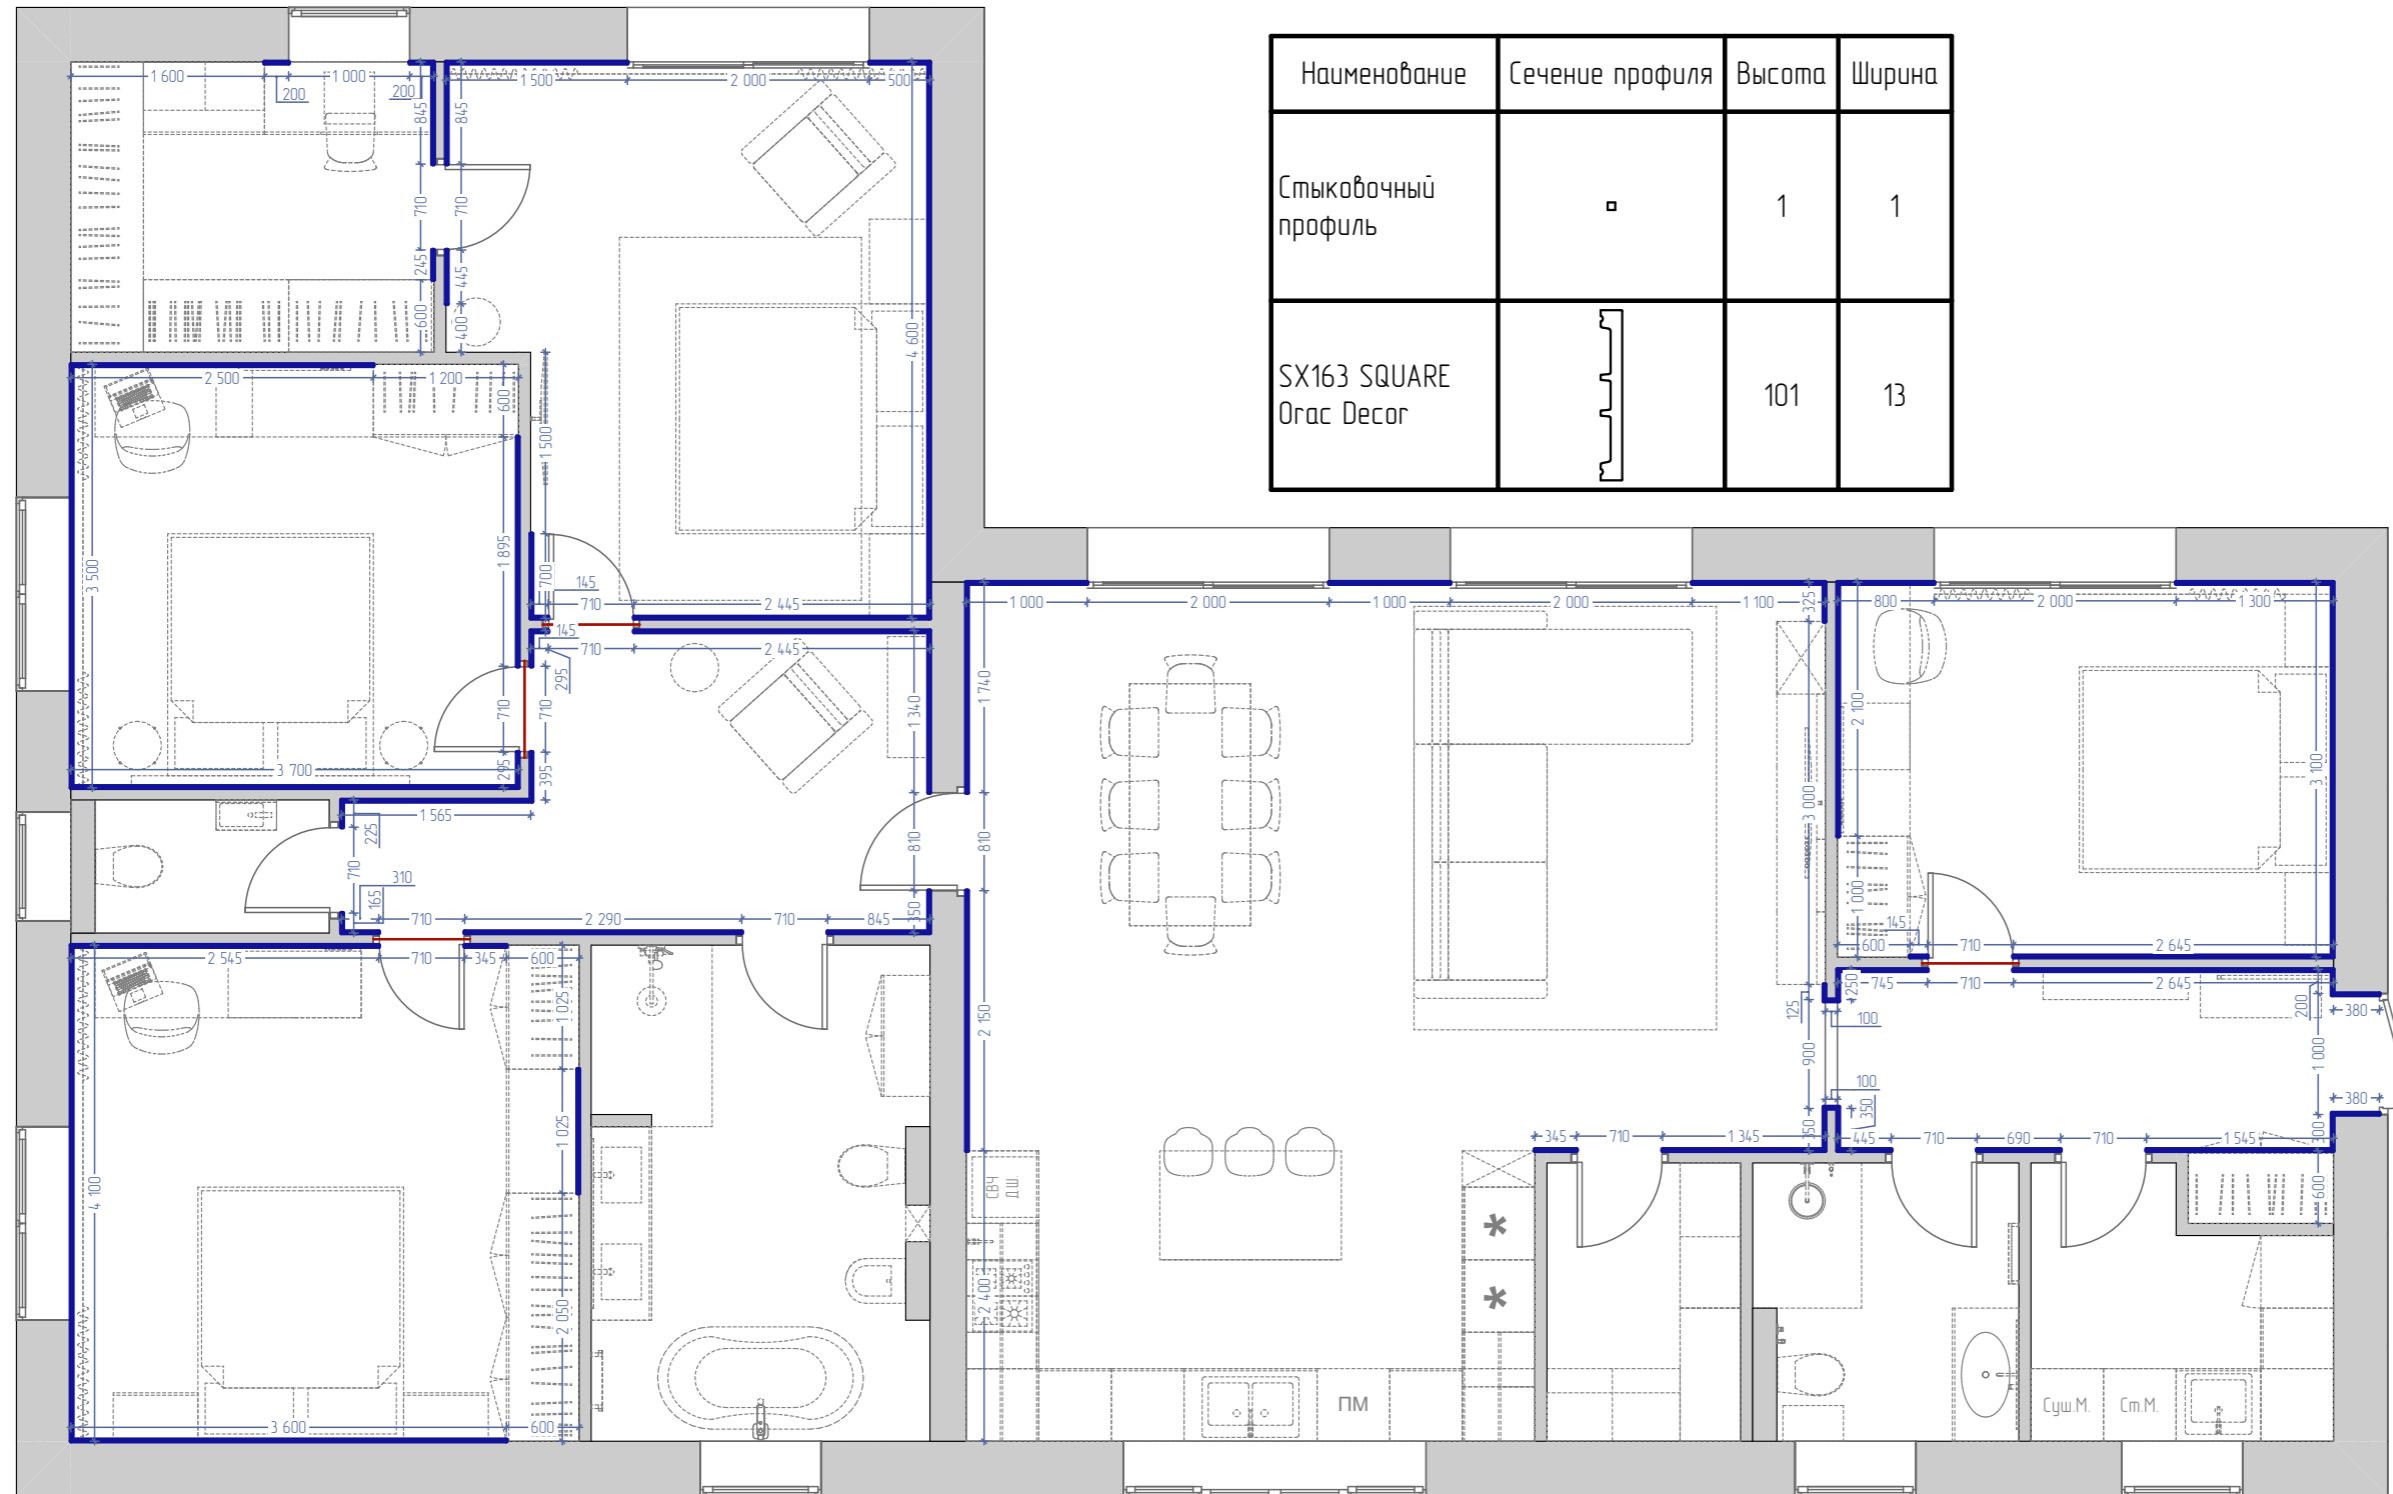 Наименование Сечение профиля Высота Ширина
Стыковочный
профиль
1 1
SX163 SQUARE
Orac Decor
101 13
1 600 1 000 1 500 2 000 500
200 200
845 845
710 710
245 445
600 400
4 600
2 500 1 200
600
1 500
1 895
3 500
700
145
710 2 445
145
710 2 445
295
710 710
1 340
3 700
295 395
1 565
225
710
810 810
310
165
710 2 290 710 845
350
2 545 710 345 600
1 025
1 025
4 100
2 050
3 600 600
1 000 2 000 1 000 2 000 1 100
325
1 740
3 000
2 150
125
100
900
100
350
350
345 710 1 345
СВЧ
ДШ.
2 400
ПМ
800 2 000 1 300
2 100
3 100
1 000
145
600 710 2 645
250
745 710 2 645
200
380
1 000
380
300
445 710 690 710 1 545
600
Суш.М. Ст.М.